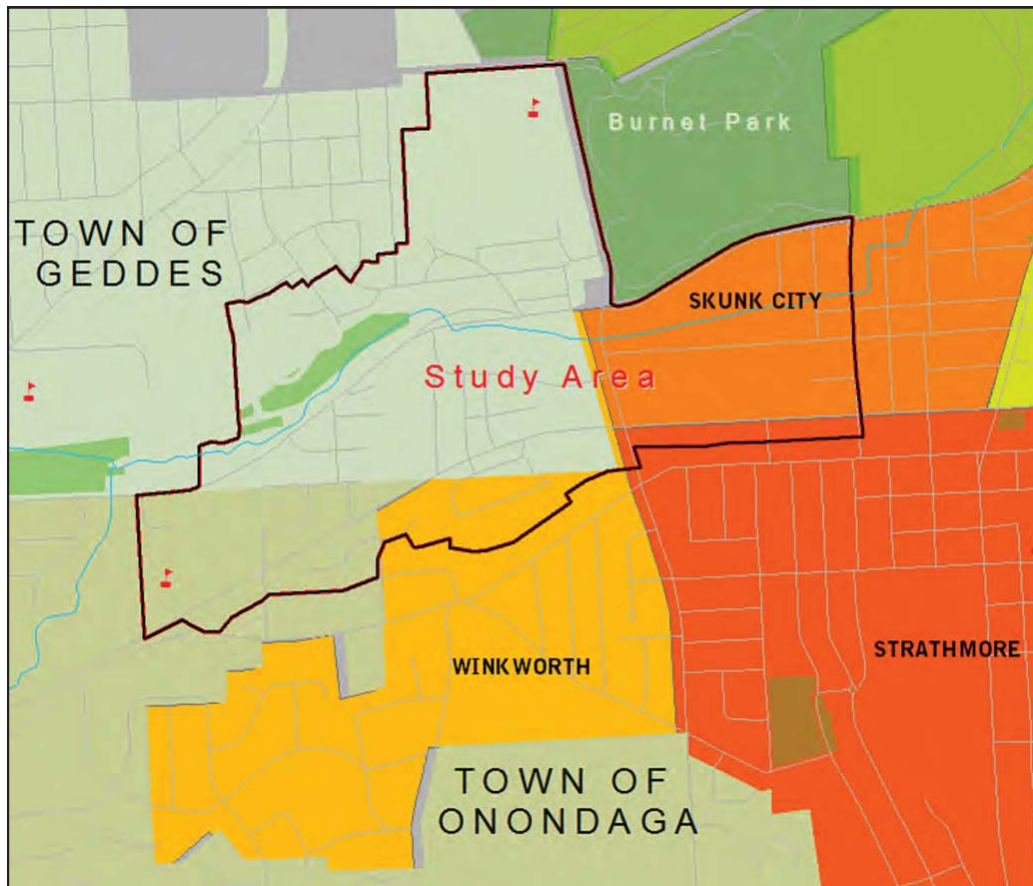 Burnet Park
TOWN OF
GEDDES
SKUNK CITY
Study Area
STRATHMORE
WINKWORTH
TOWN OF
ONONDAGA